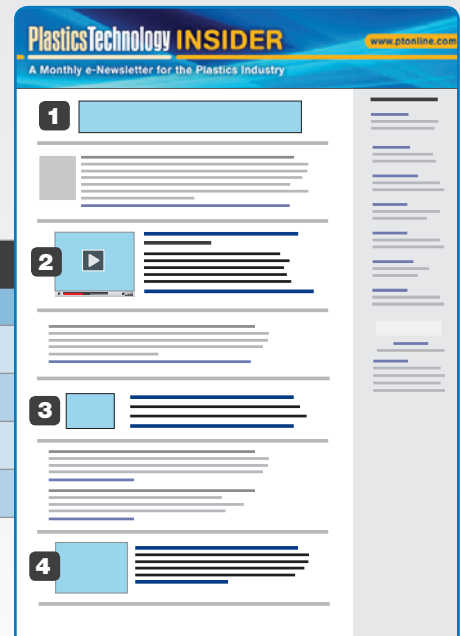 PlasticsTechnology INSIDER
www.ptonline.com
A Monthly e-Newsletter for the Plastics Industry
1
2
3
4